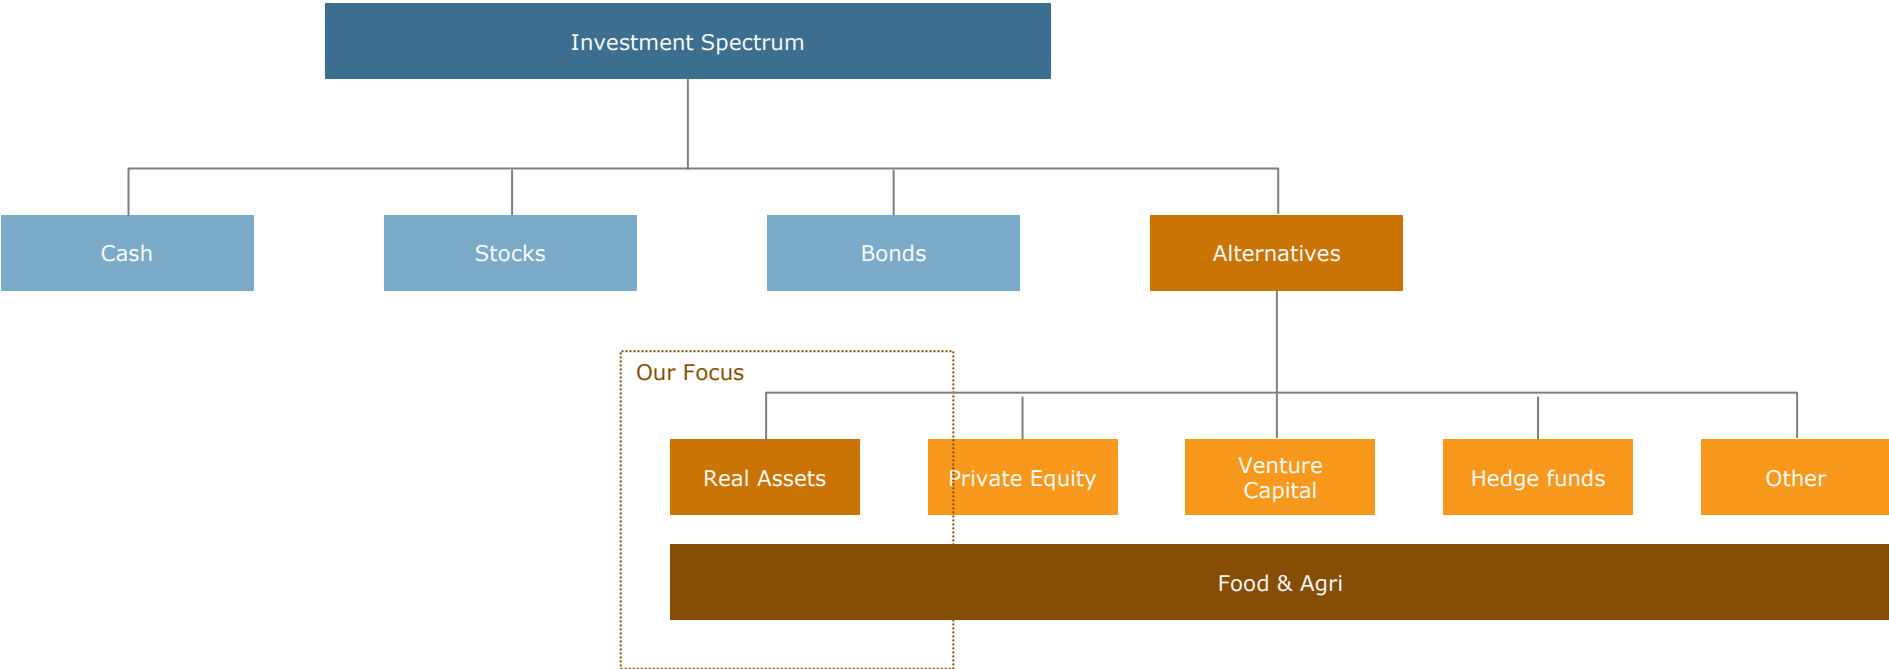 Investment Spectrum
Cash
Stocks
Bonds
Alternatives
Our Focus
Real Assets
Private Equity
Venture
Capital
Hedge funds
Other
Food & Agri